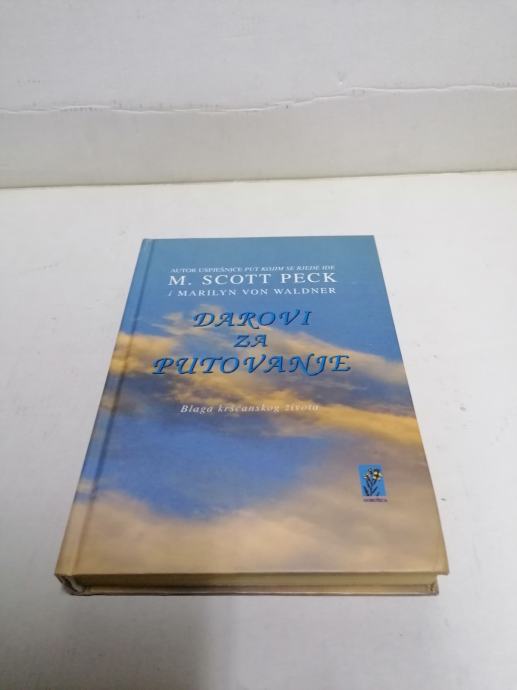 AUTOR USPJEŠNICE PUT KOJIM SE RJEĐE IDE
M. SCOTT PECK
i MARILYN VON WALDNER
DAROVI
ZA
PUTOVANJE
Blaga kršćanskog života